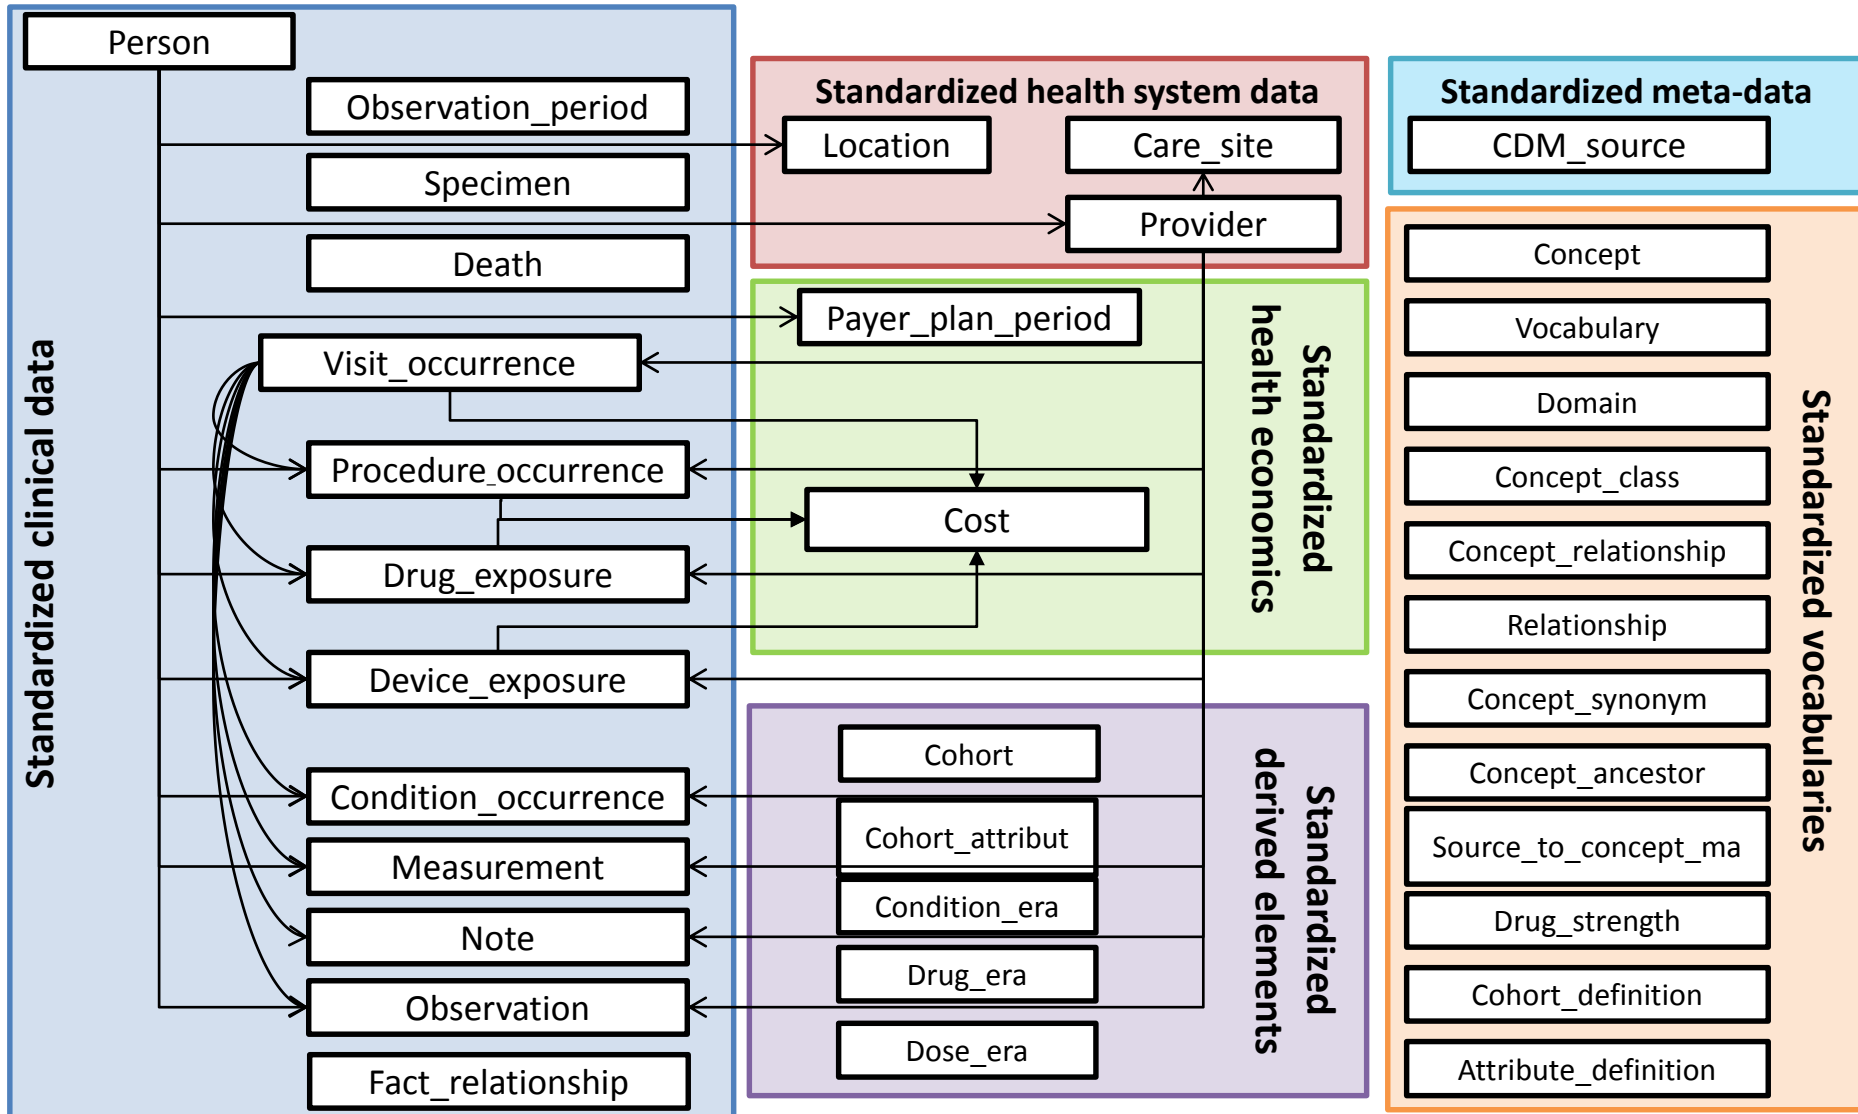 Standardized clinical data
Person
Observation_period
Specimen
Death
Visit_occurrence
Procedure_occurrence
Drug_exposure
Device_exposure
Condition_occurrence
Measurement
Note
Observation
Fact_relationship
Standardized health system data
Location
Care_site
Provider
Standardized
health economics
Payer_plan_period
Cost
Standardized
derived elements
Cohort
Cohort_attribut
Condition_era
Drug_era
Dose_era
Standardized meta-data
CDM_source
Standardized vocabularies
Concept
Vocabulary
Domain
Concept_class
Concept_relationship
Relationship
Concept_synonym
Concept_ancestor
Source_to_concept_ma
Drug_strength
Cohort_definition
Attribute_definition